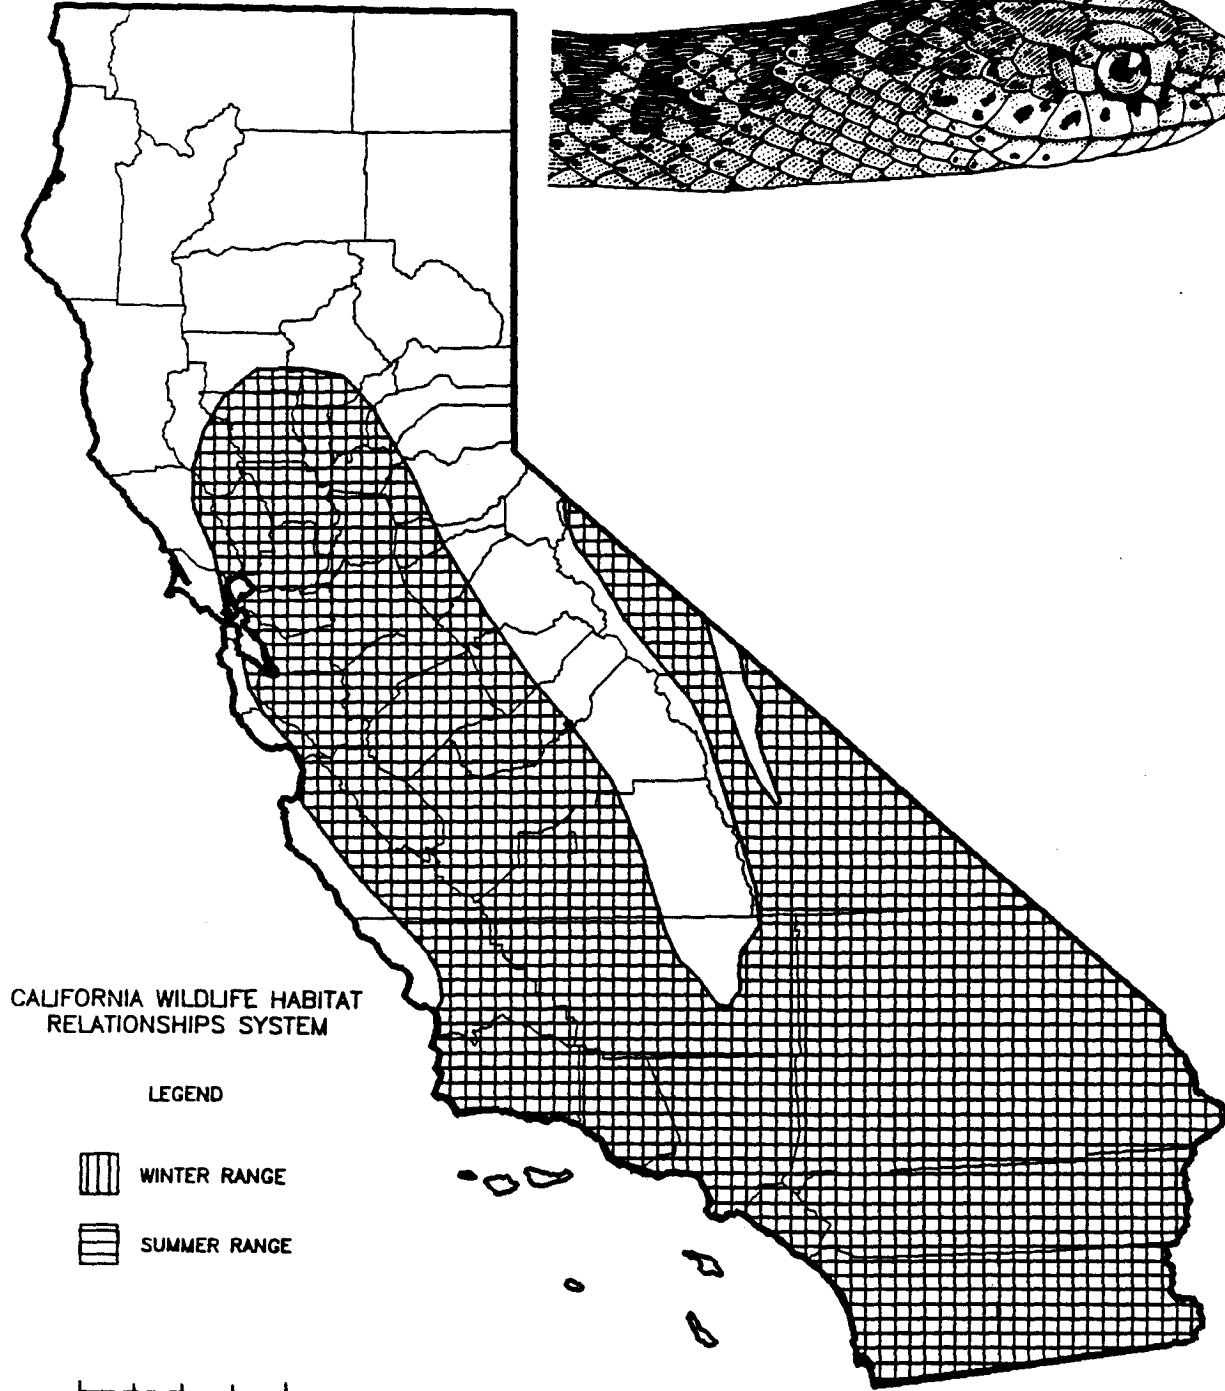 CALIFORNIA WILDLIFE HABITAT
RELATIONSHIPS SYSTEM
LEGEND
WINTER RANGE
SUMMER RANGE